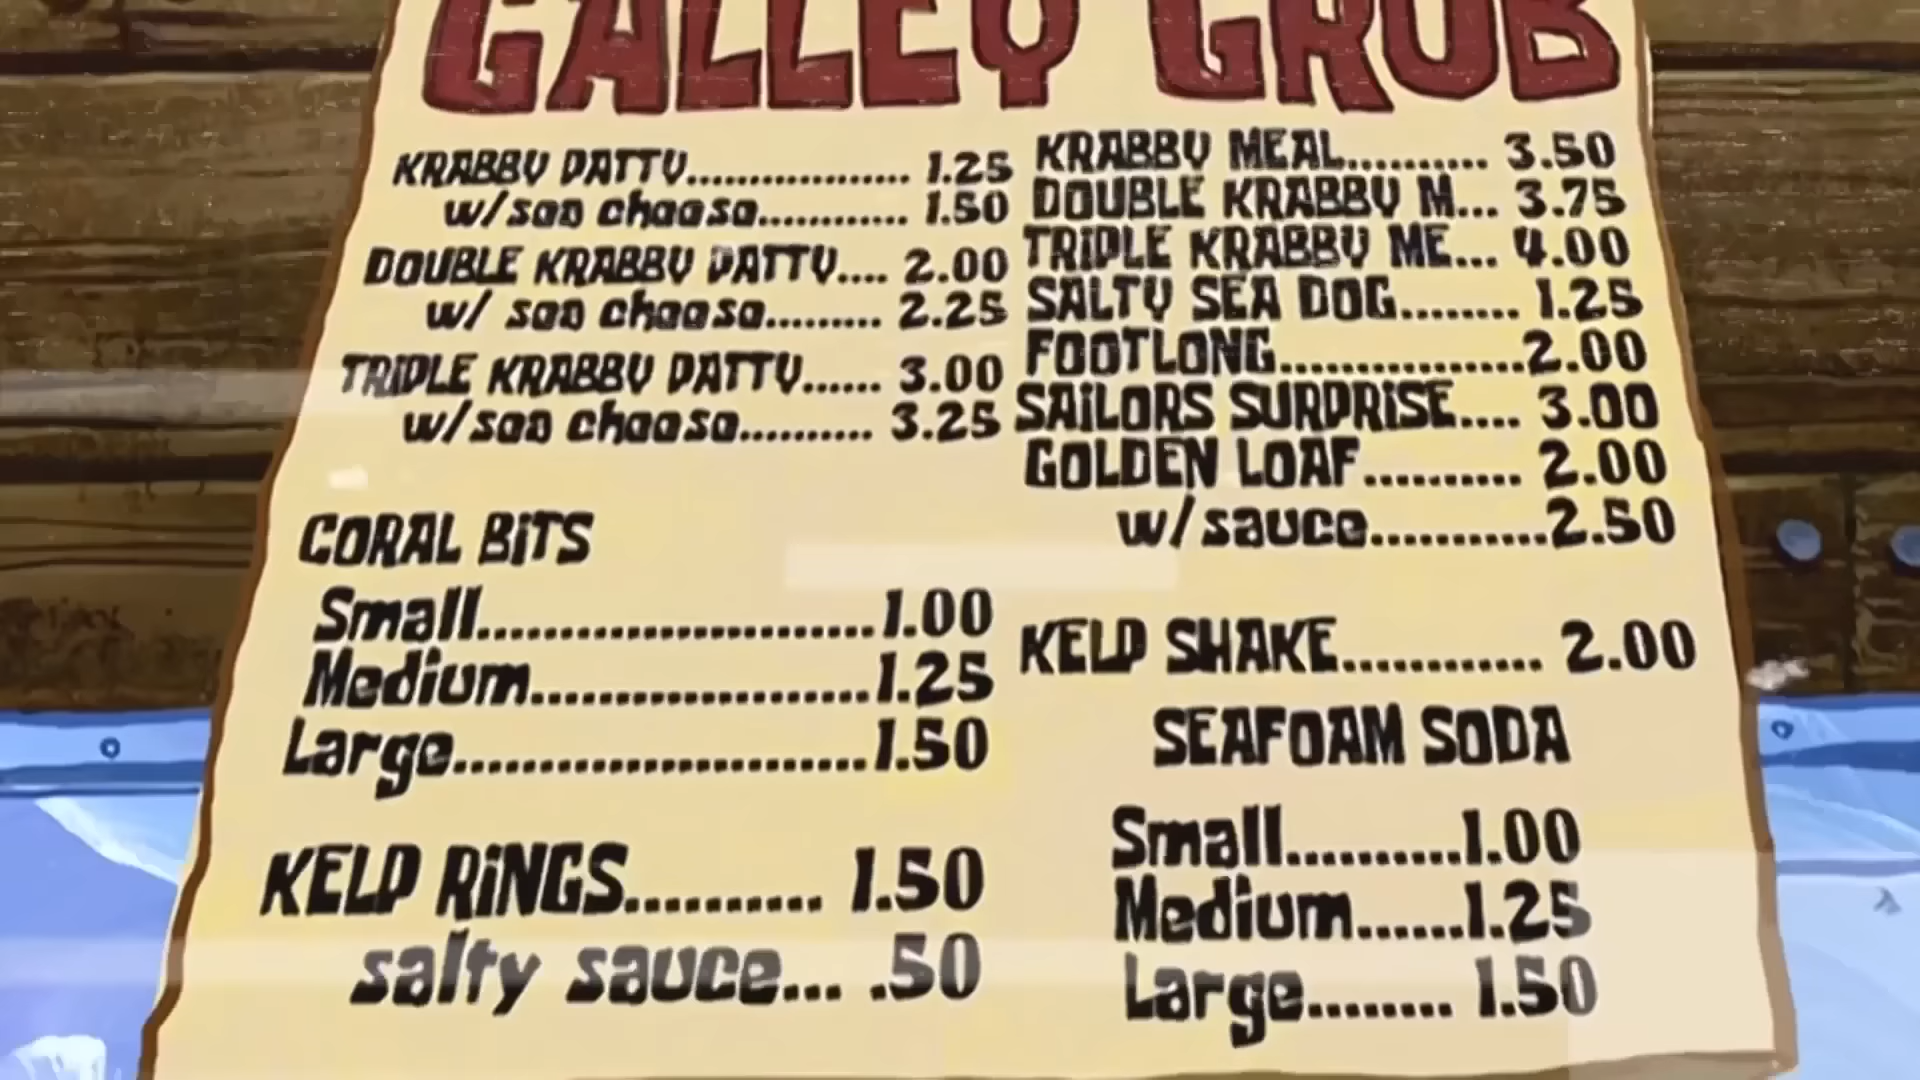 GALLEY GRUB
KRABBY PATTY.................. 1.25
w/sea cheese............ 1.50
DOUBLE KRABBY PATTY.... 2.00
w/ sea cheese......... 2.25
TRIPLE KRABBY PATTY...... 3.00
w/sea cheese.......... 3.25
CORAL BiTS
Small.......................1.00
Medium....................1.25
Large........................1.50
KELP RiNGS.......... 1.50
salty sauce... .50
KRABBY MEAL.......... 3.50
DOUBLE KRABBY M... 3.75
TRIPLE KRABBY ME... 4.00
SALTY SEA DOG........ 1.25
FOOTLONG...............2.00
SAiLORS SURPRiSE.... 3.00
GOLDEN LOAF.......... 2.00
w/sauce...........2.50
KELP SHAKE............ 2.00
SEAFOAM SODA
Small..........1.00
Medium......1.25
Large........ 1.50